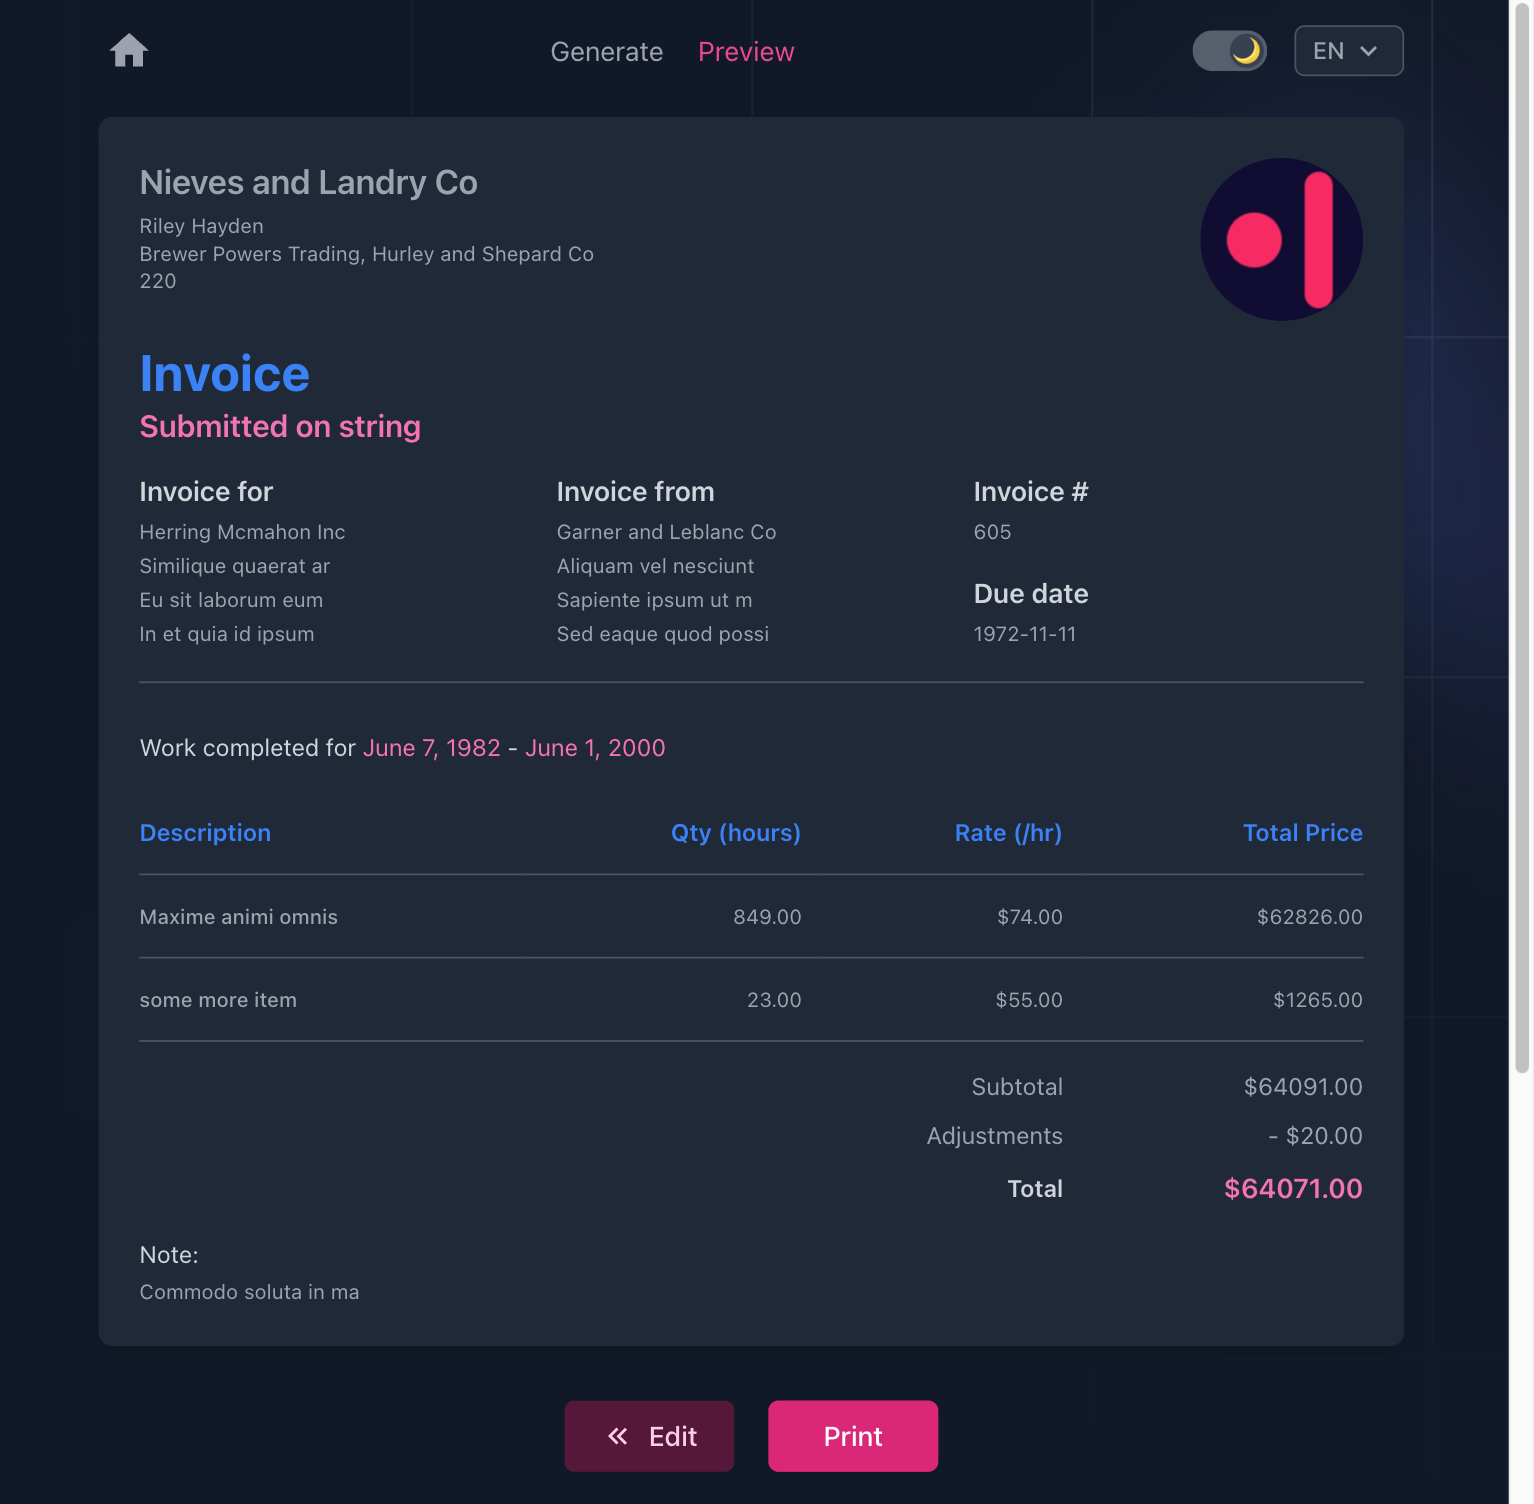 Generate Preview EN
Nieves and Landry Co
Riley Hayden
Brewer Powers Trading, Hurley and Shepard Co
220
Invoice
Submitted on string
Invoice for
Herring Mcmahon Inc
Similique quaerat ar
Eu sit laborum eum
In et quia id ipsum
Invoice from
Garner and Leblanc Co
Aliquam vel nesciunt
Sapiente ipsum ut m
Sed eaque quod possi
Invoice #
605
Due date
1972-11-11
Work completed for June 7, 1982 - June 1, 2000
Description Qty (hours) Rate (/hr) Total Price
Maxime animi omnis 849.00 $74.00 $62826.00
some more item 23.00 $55.00 $1265.00
Subtotal $64091.00
Adjustments - $20.00
Total $64071.00
Note:
Commodo soluta in ma
Edit Print